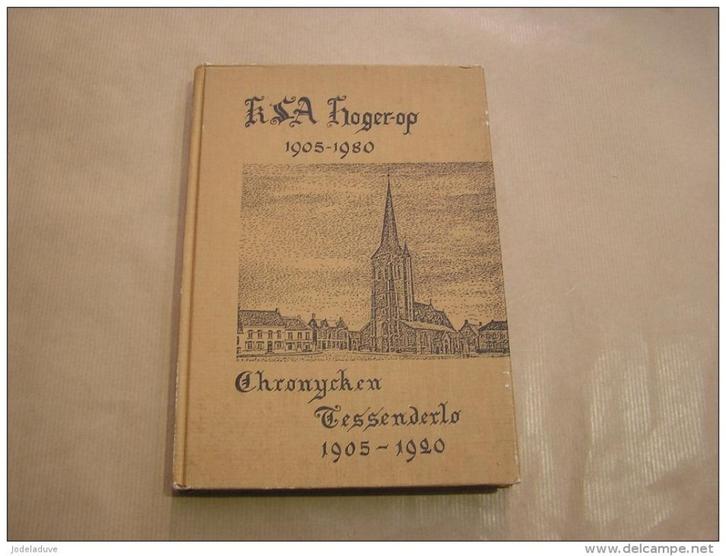 KSA Hoger-op
1905-1980
Chronycken
Tessenderlo
1905-1920
jodeladuve
www.delcampe.net